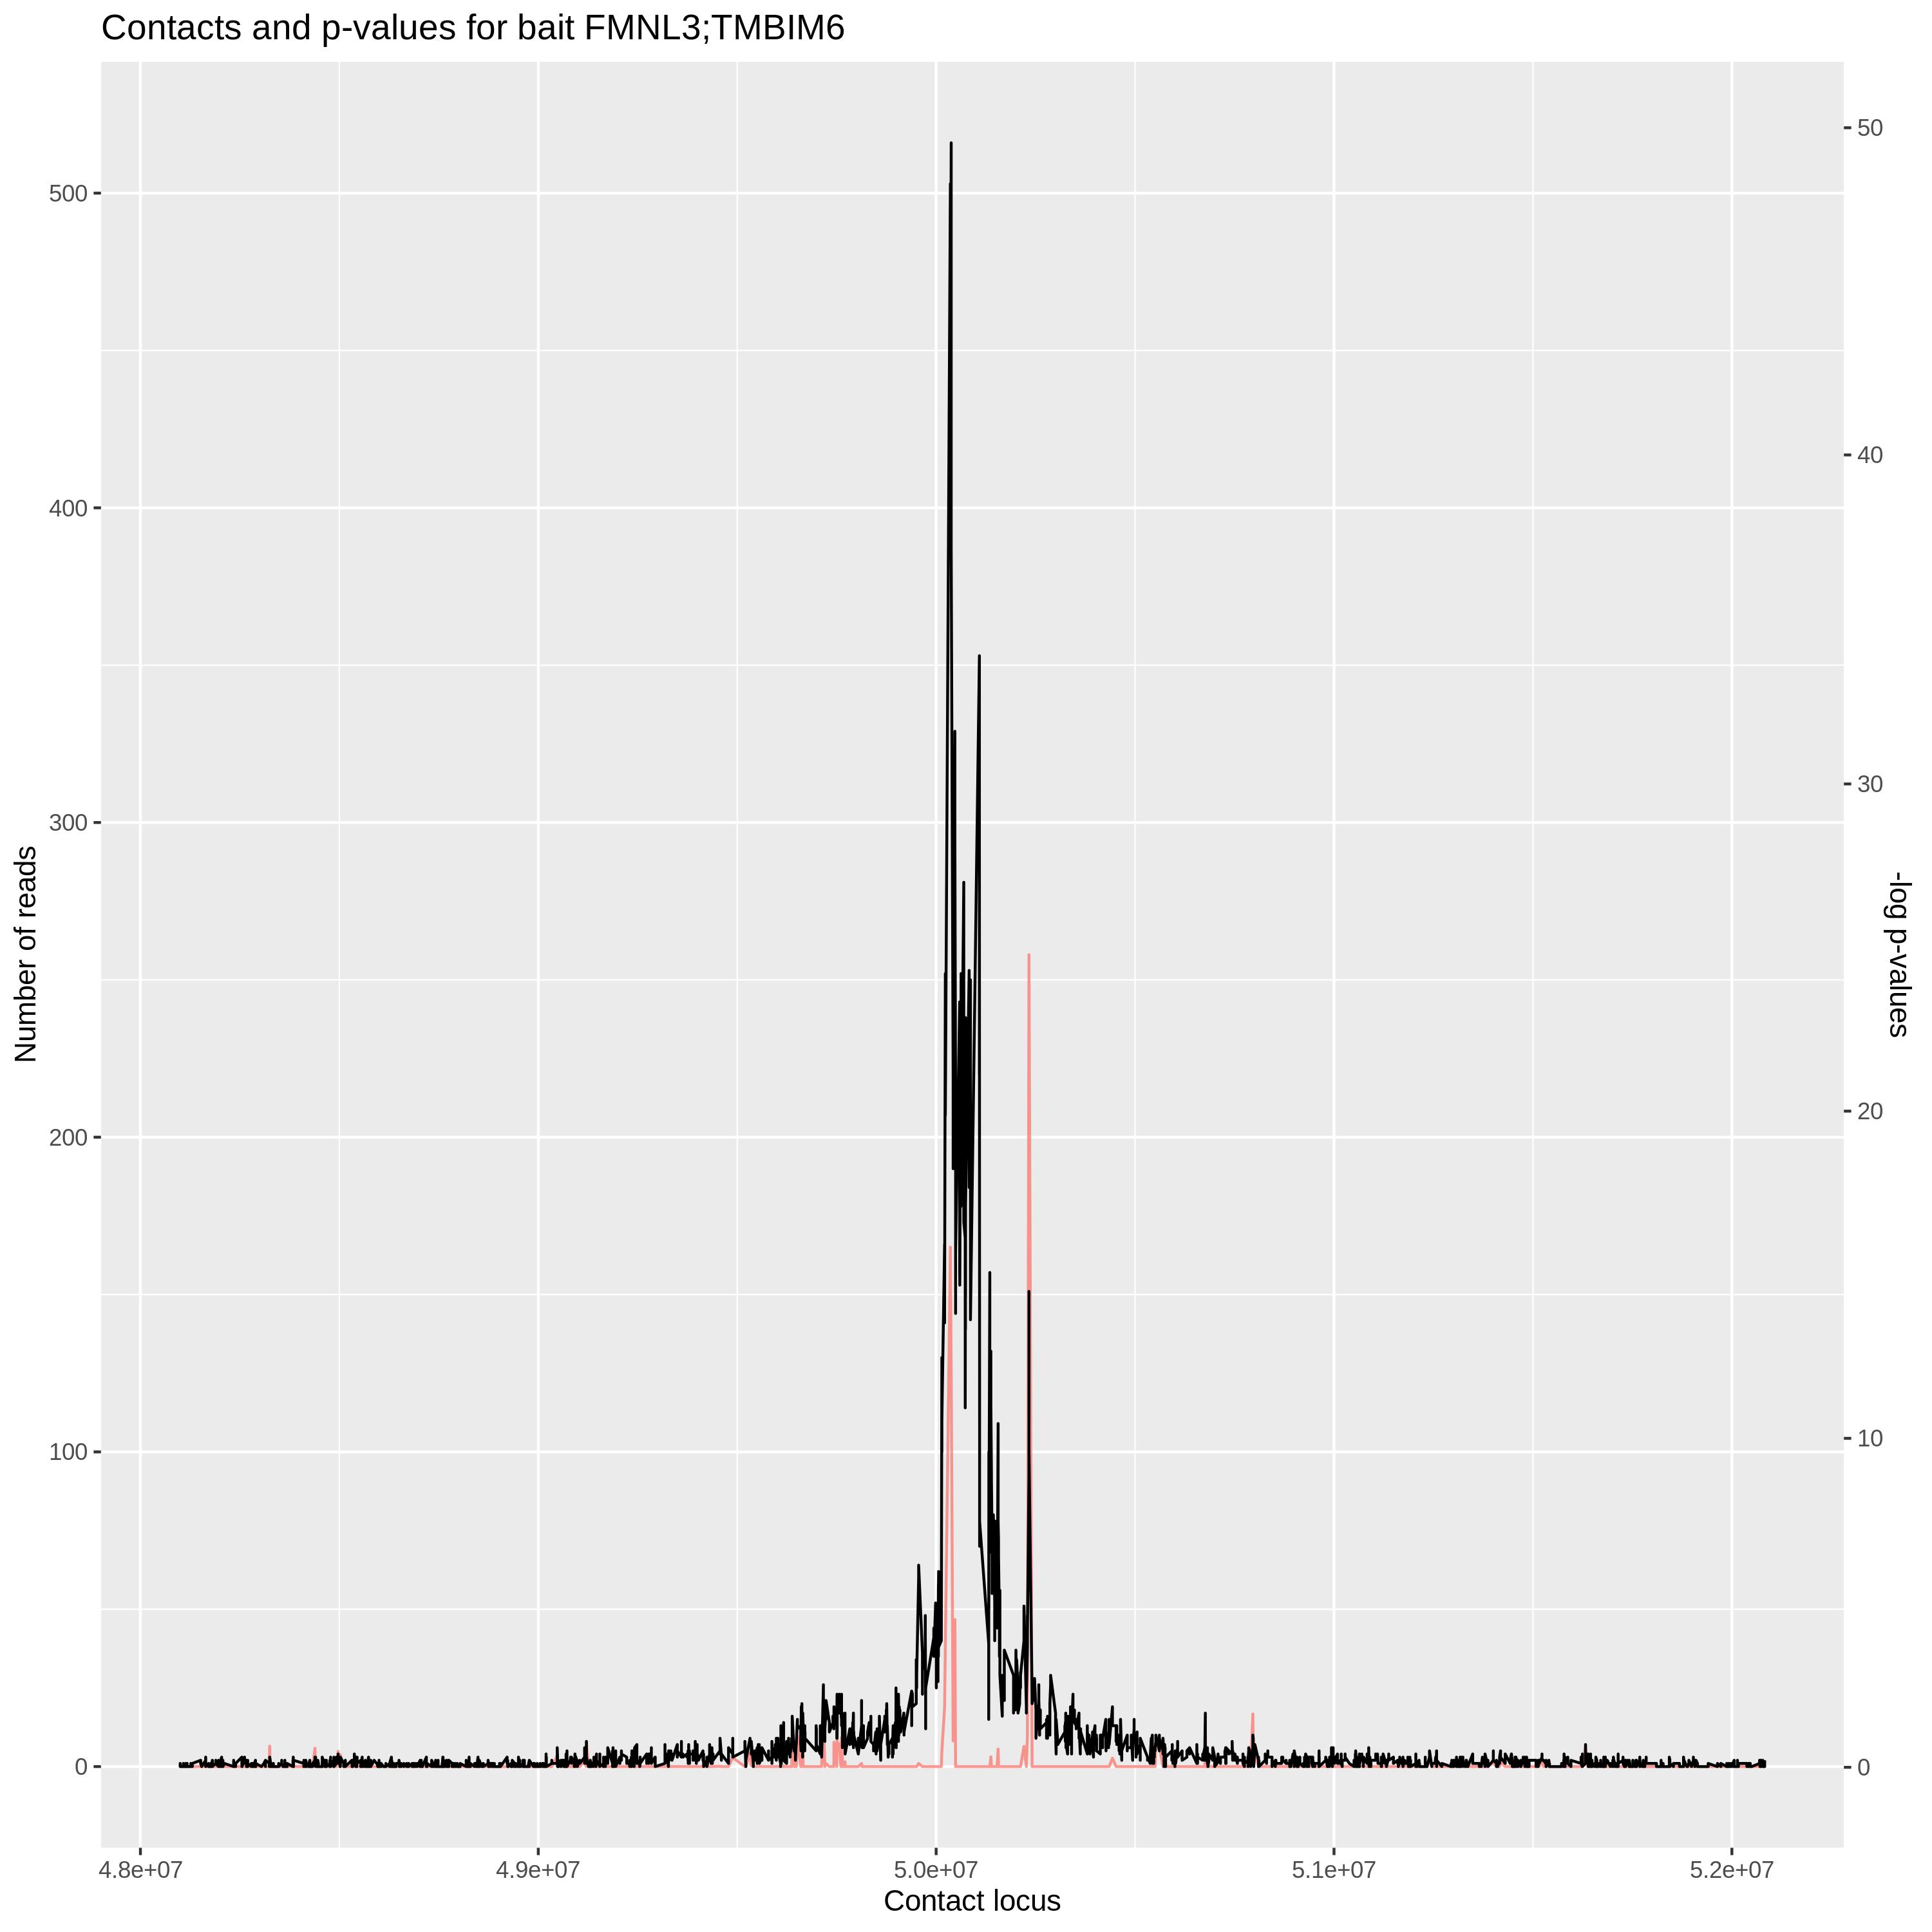 Contacts and p-values for bait FMNL3;TMBIM6
500
400
300
200
100
0
Number of reads
50
40
30
20
10
0
-log p-values
4.8e+07
4.9e+07
5.0e+07
5.1e+07
5.2e+07
Contact locus